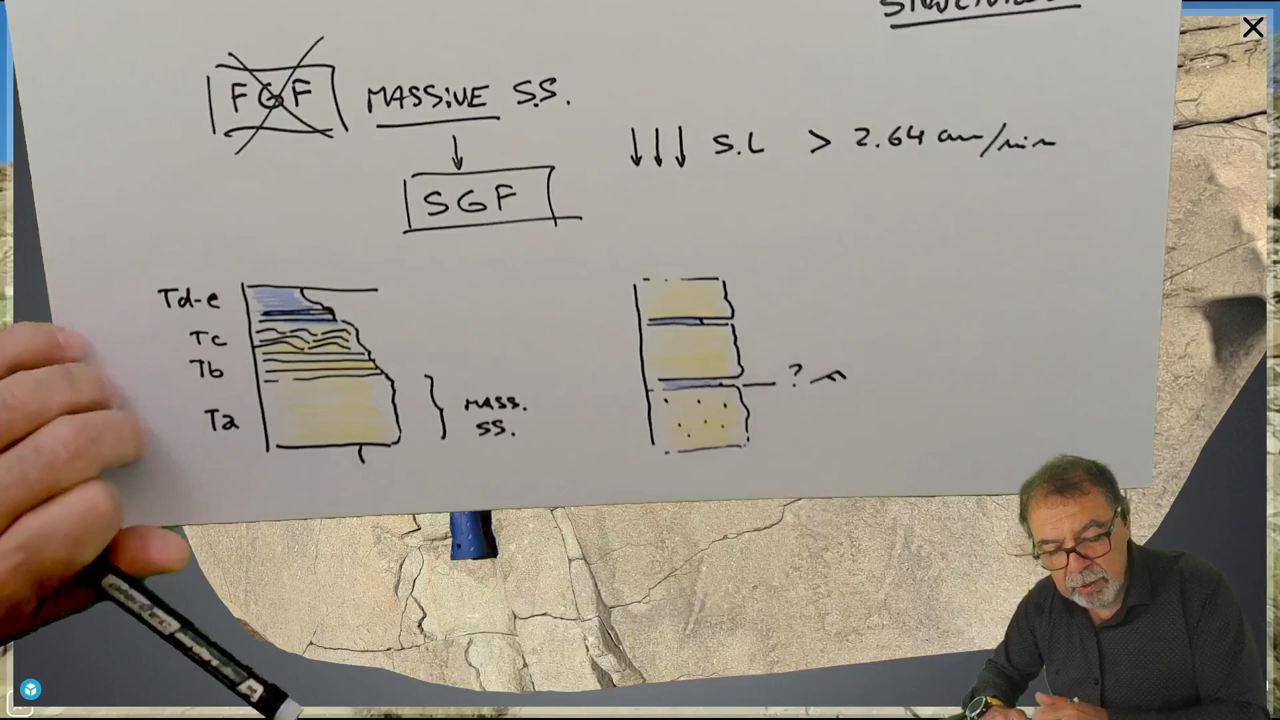 FGF MASSIVE S.S.
↓↓↓ S.L > 2.64 cm/min
SGF
Td-e
Tc
Tb
Ta
MASS.
SS.
?